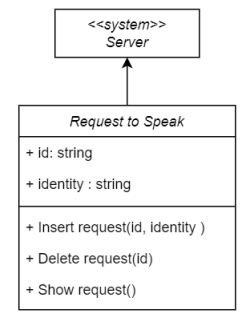 <<system>>
Server
Request to Speak
+ id: string
+ identity : string
+ Insert request(id, identity )
+ Delete request(id)
+ Show request()